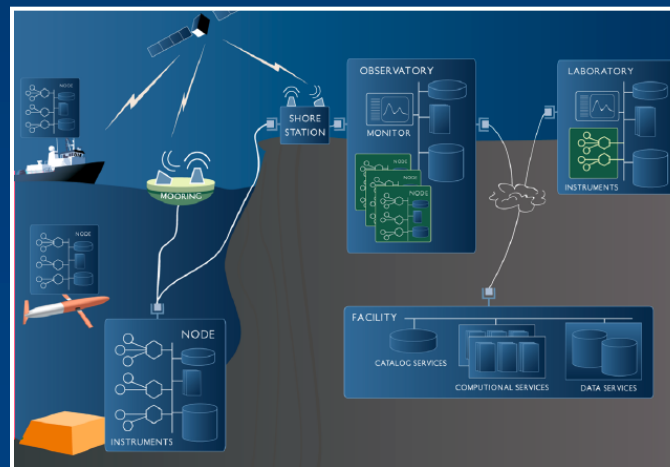 NODE
OBSERVATORY
LABORATORY
SHORE
STATION
MONITOR
MOORING
NODE
NODE
NODE
INSTRUMENTS
NODE
NODE
INSTRUMENTS
FACILITY
CATALOG SERVICES
COMPUTIONAL SERVICES
DATA SERVICES